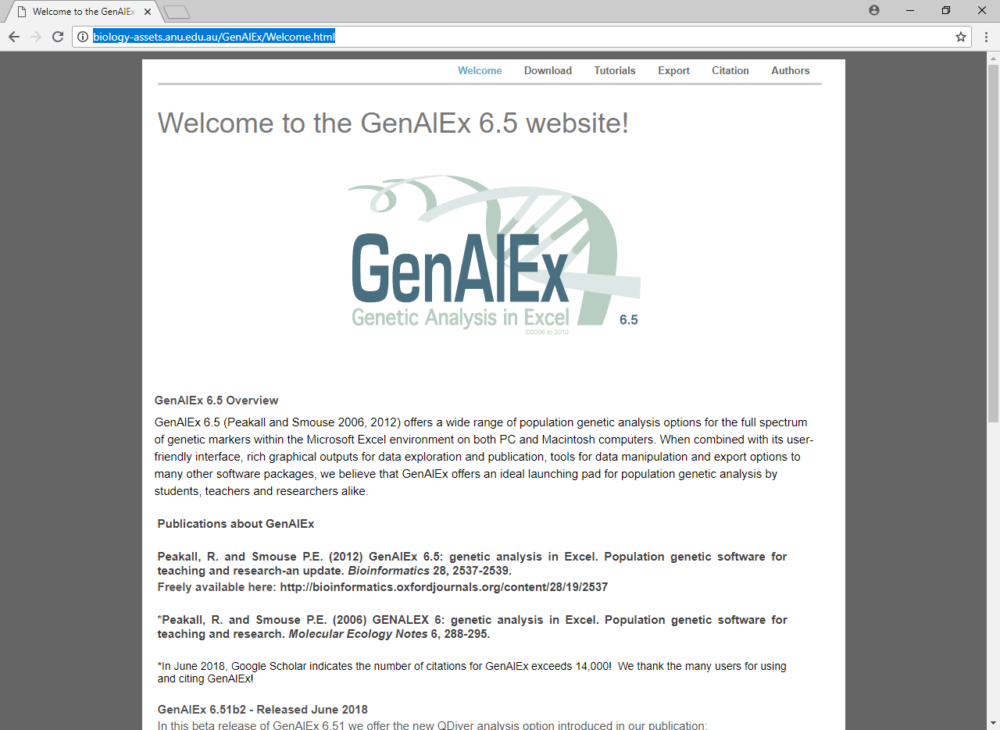 Welcome to the GenAlEx
biology-assets.anu.edu.au/GenAlEx/Welcome.html
Welcome Download Tutorials Export Citation Authors
Welcome to the GenAlEx 6.5 website!
GenAlEx
Genetic Analysis in Excel 6.5
©2006 to 2012
GenAlEx 6.5 Overview
GenAlEx 6.5 (Peakall and Smouse 2006, 2012) offers a wide range of population genetic analysis options for the full spectrum
of genetic markers within the Microsoft Excel environment on both PC and Macintosh computers. When combined with its user-
friendly interface, rich graphical outputs for data exploration and publication, tools for data manipulation and export options to
many other software packages, we believe that GenAlEx offers an ideal launching pad for population genetic analysis by
students, teachers and researchers alike.
Publications about GenAlEx
Peakall, R. and Smouse P.E. (2012) GenAlEx 6.5: genetic analysis in Excel. Population genetic software for
teaching and research-an update. Bioinformatics 28, 2537-2539.
Freely available here: http://bioinformatics.oxfordjournals.org/content/28/19/2537
*Peakall, R. and Smouse P.E. (2006) GENALEX 6: genetic analysis in Excel. Population genetic software for
teaching and research. Molecular Ecology Notes 6, 288-295.
*In June 2018, Google Scholar indicates the number of citations for GenAlEx exceeds 14,000!  We thank the many users for using
and citing GenAlEx!
GenAlEx 6.51b2 - Released June 2018
In this beta release of GenAlEx 6.51 we offer the new QDiver analysis option introduced in our publication: